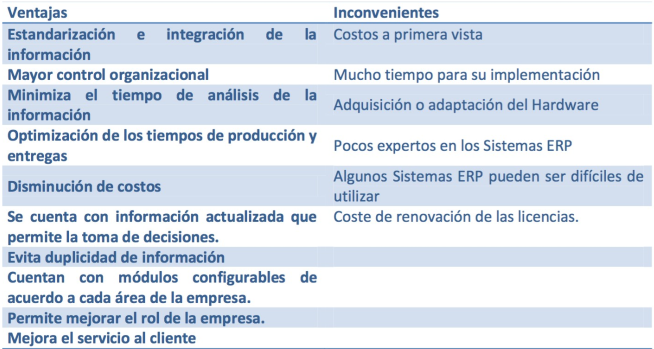 Ventajas Inconvenientes
Estandarización e integración de la información Costos a primera vista
Mayor control organizacional Mucho tiempo para su implementación
Minimiza el tiempo de análisis de la información Adquisición o adaptación del Hardware
Optimización de los tiempos de producción y entregas Pocos expertos en los Sistemas ERP
Disminución de costos Algunos Sistemas ERP pueden ser difíciles de utilizar
Se cuenta con información actualizada que permite la toma de decisiones. Coste de renovación de las licencias.
Evita duplicidad de información
Cuentan con módulos configurables de acuerdo a cada área de la empresa.
Permite mejorar el rol de la empresa.
Mejora el servicio al cliente